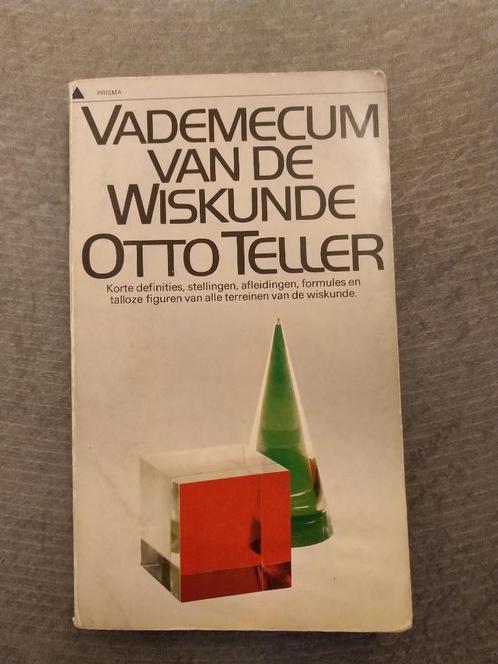 PRISMA
VADEMECUM
VAN DE
WISKUNDE
OTTO TELLER
Korte definities, stellingen, afleidingen, formules en
talloze figuren van alle terreinen van de wiskunde.